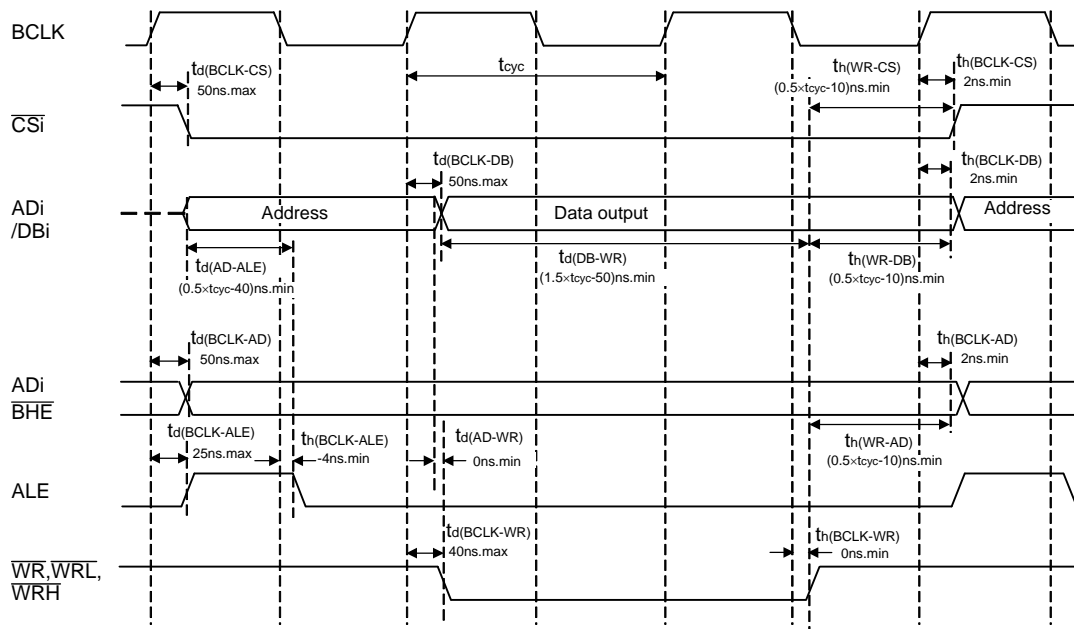 BCLK
td(BCLK-CS)
50ns.max
tcyc
th(WR-CS)
(0.5×tcyc-10)ns.min
th(BCLK-CS)
2ns.min
CSi
td(BCLK-DB)
50ns.max
th(BCLK-DB)
2ns.min
ADi
/DBi
Address
Data output
Address
td(AD-ALE)
(0.5×tcyc-40)ns.min
td(DB-WR)
(1.5×tcyc-50)ns.min
th(WR-DB)
(0.5×tcyc-10)ns.min
td(BCLK-AD)
50ns.max
th(BCLK-AD)
2ns.min
ADi
BHE
td(BCLK-ALE)
25ns.max
th(BCLK-ALE)
-4ns.min
td(AD-WR)
0ns.min
th(WR-AD)
(0.5×tcyc-10)ns.min
ALE
td(BCLK-WR)
40ns.max
th(BCLK-WR)
0ns.min
WR,WRL,
WRH